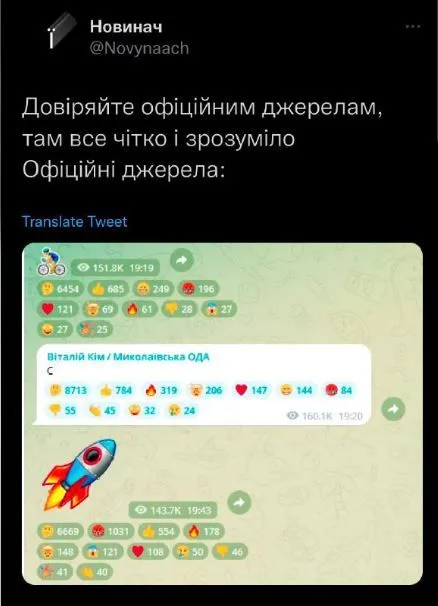 Новинач
@Novynaach
Довіряйте офіційним джерелам,
там все чітко і зрозуміло
Офіційні джерела:
Translate Tweet
151.8K 19:19
6454 685 249 196
121 69 61 28 27
27 25
Віталій Кім / Миколаївська ОДА
С
8713 784 319 206 147 144 84
55 45 32 24
160.1K 19:20
143.7K 19:43
6669 1031 554 178
148 121 108 50 46
41 40